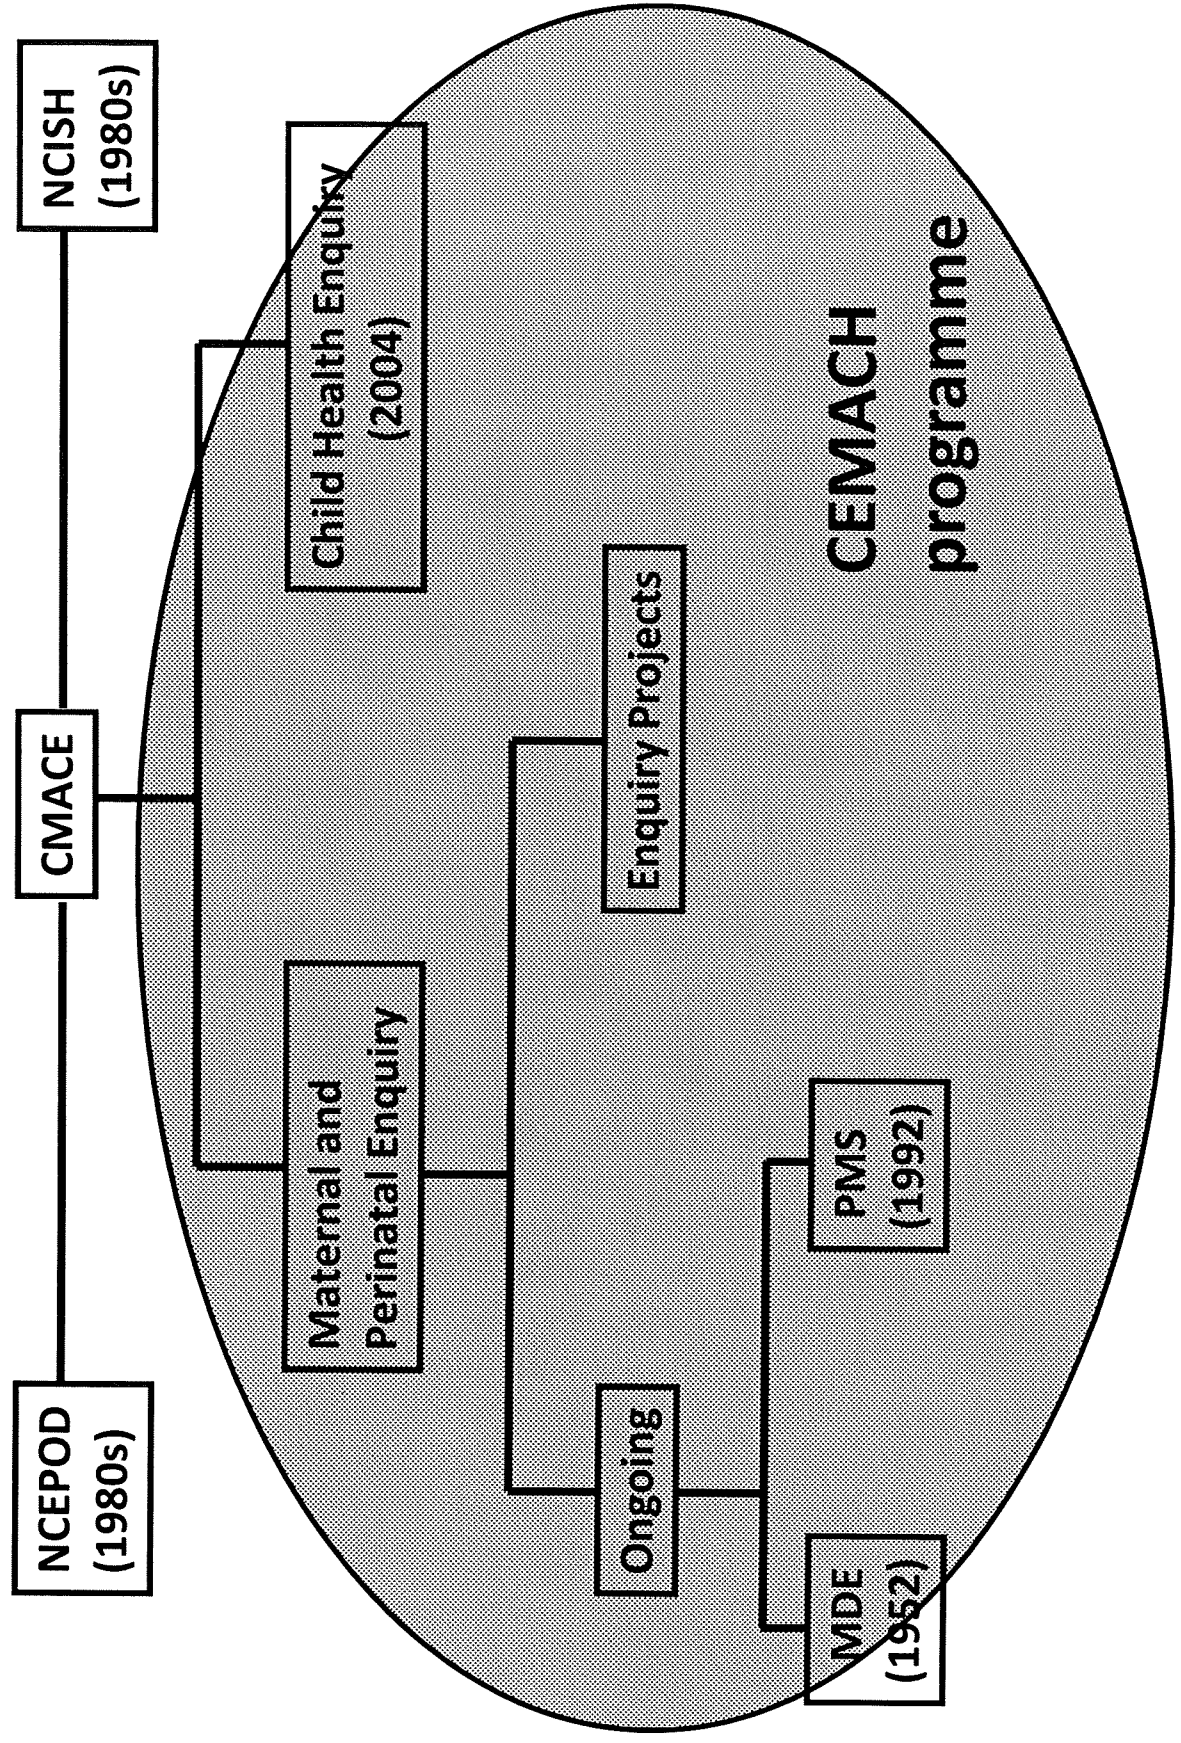 NCEPOD
(1980s)
CMACE
NCISH
(1980s)
Maternal and
Perinatal Enquiry
Child Health Enquiry
(2004)
Ongoing
Enquiry Projects
MDE
(1952)
PMS
(1992)
CEMACH
programme